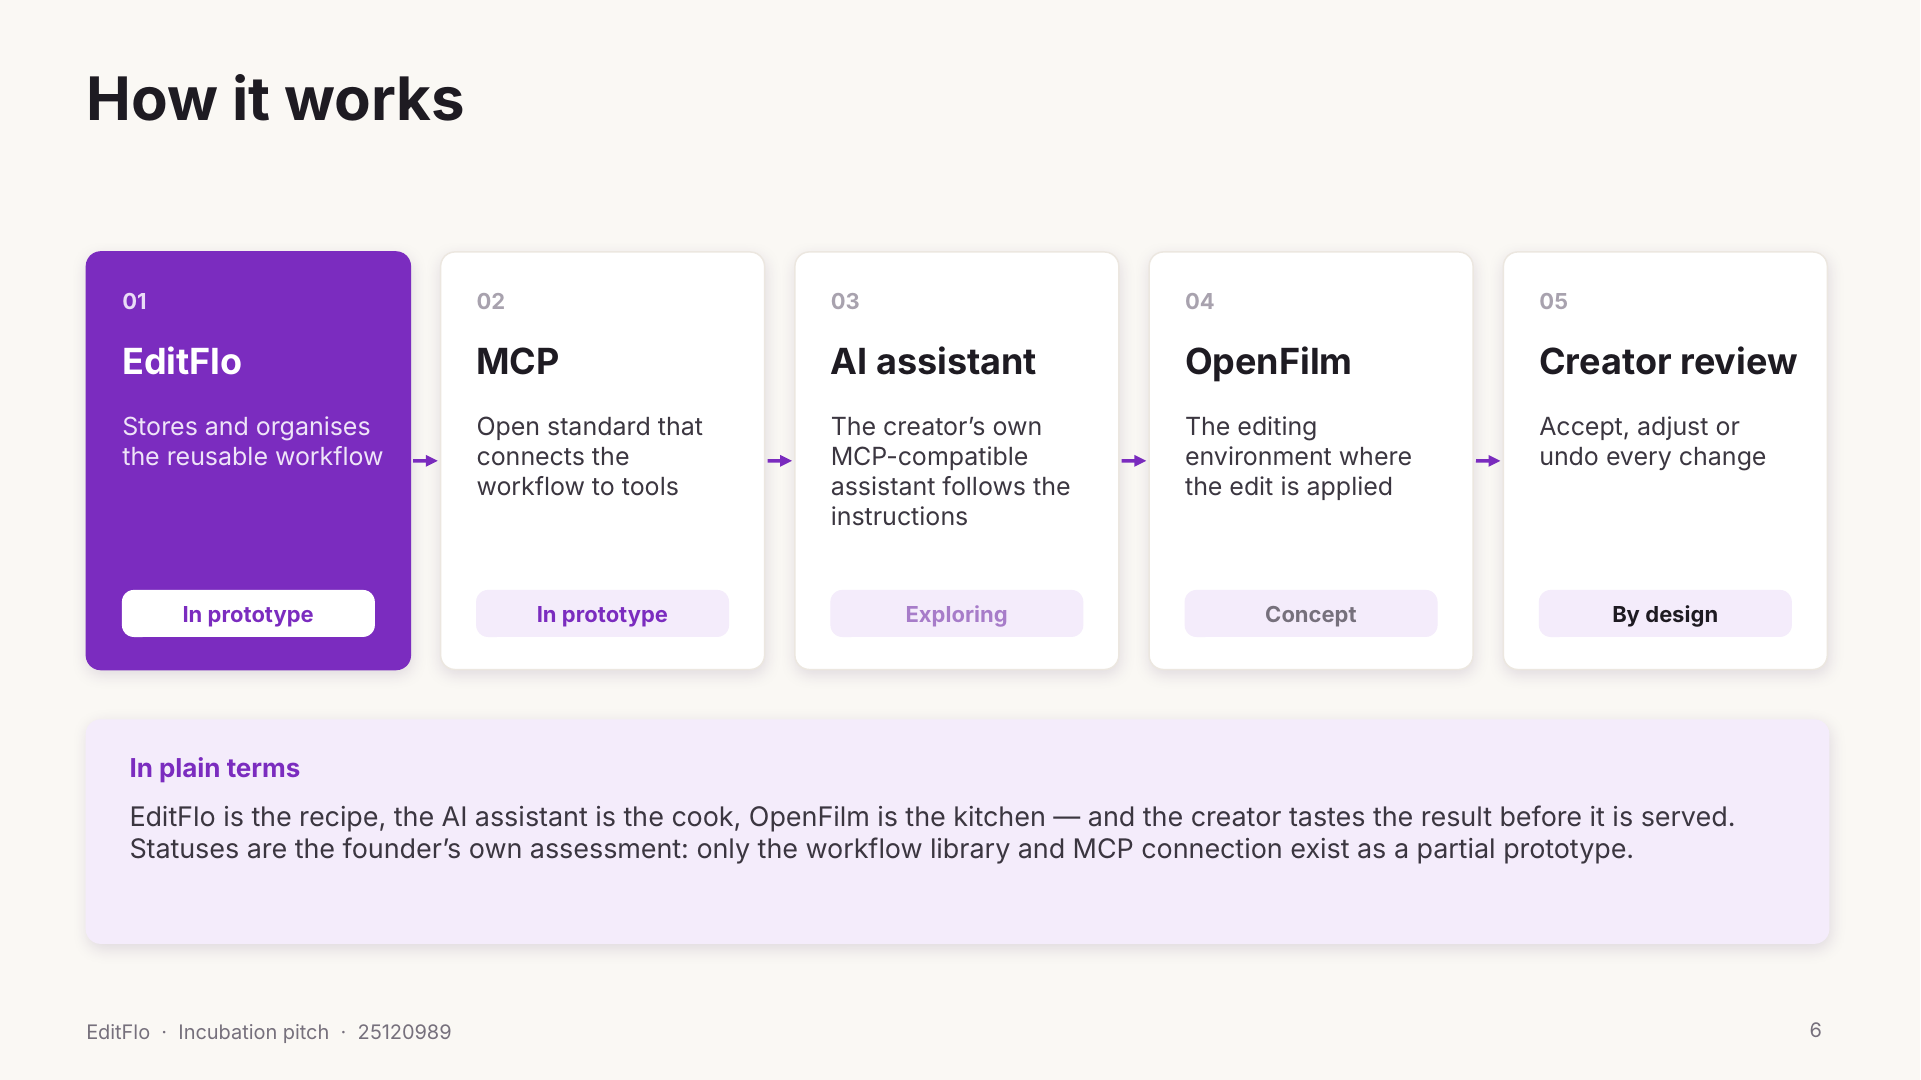 How it works
01
EditFlo
Stores and organises
the reusable workflow
In prototype
02
MCP
Open standard that
connects the
workflow to tools
In prototype
03
AI assistant
The creator’s own
MCP-compatible
assistant follows the
instructions
Exploring
04
OpenFilm
The editing
environment where
the edit is applied
Concept
05
Creator review
Accept, adjust or
undo every change
By design
In plain terms
EditFlo is the recipe, the AI assistant is the cook, OpenFilm is the kitchen — and the creator tastes the result before it is served.
Statuses are the founder’s own assessment: only the workflow library and MCP connection exist as a partial prototype.
EditFlo · Incubation pitch · 25120989
6